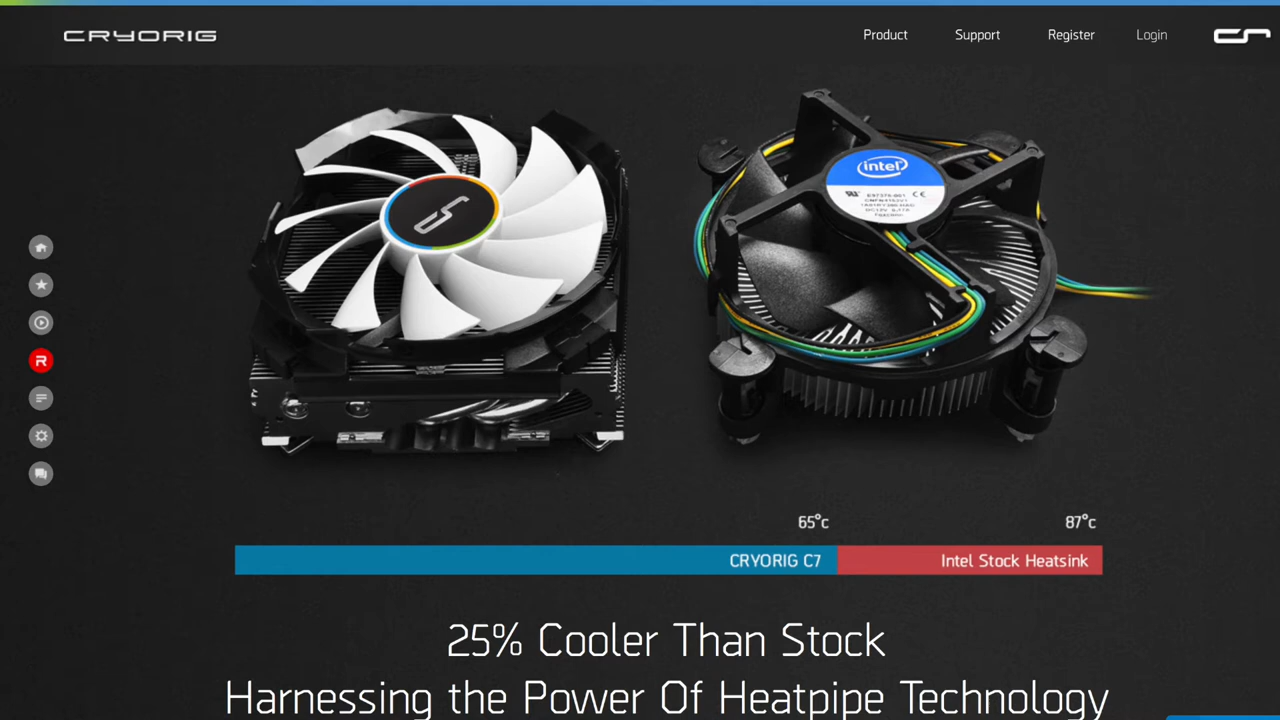 CRYORIG
Product
Support
Register
Login
intel
65°c
87°c
CRYORIG C7
Intel Stock Heatsink
25% Cooler Than Stock
Harnessing the Power Of Heatpipe Technology